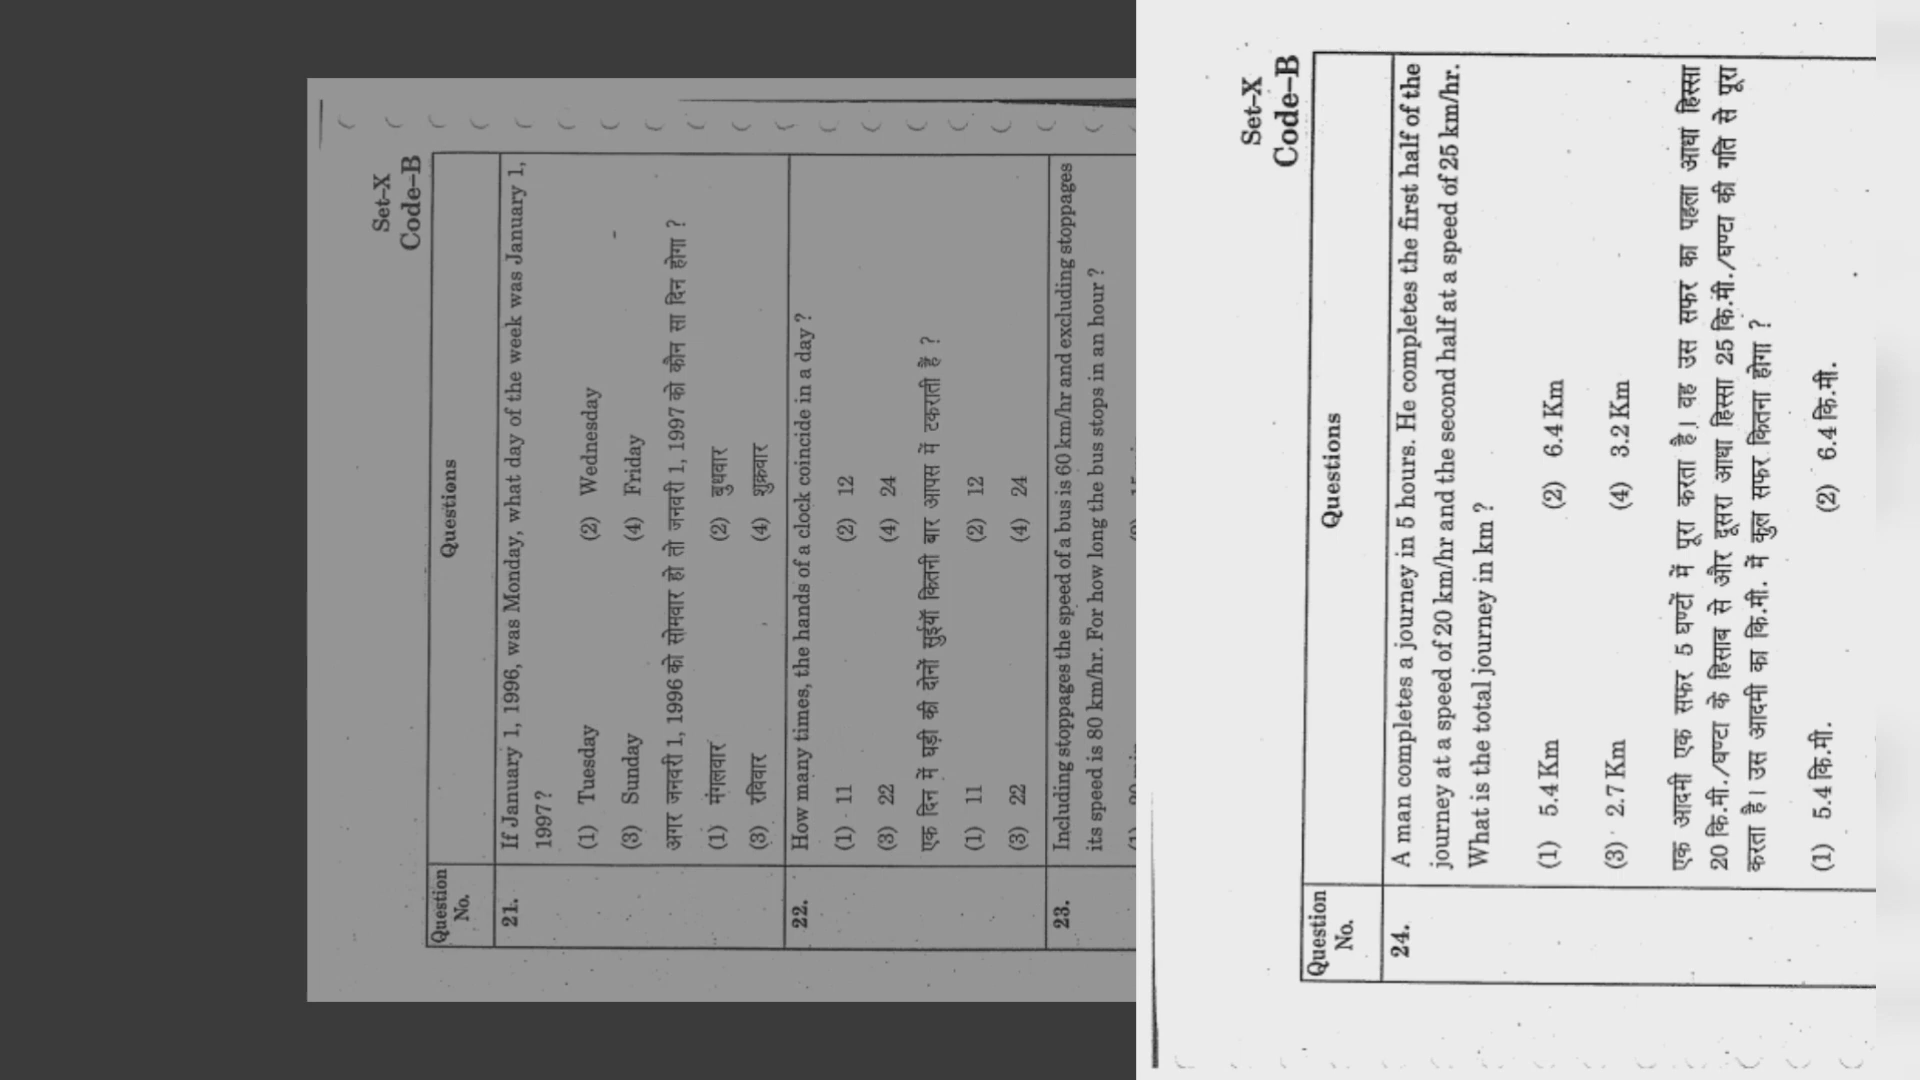 Set–X
Code–B
Question No.
Questions
21.
If January 1, 1996, was Monday, what day of the week was January 1,
1997?
(1) Tuesday (2) Wednesday
(3) Sunday (4) Friday
अगर जनवरी 1, 1996 को सोमवार हो तो जनवरी 1, 1997 को कौन सा दिन होगा ?
(1) मंगलवार (2) बुधवार
(3) रविवार (4) शुक्रवार
22.
How many times, the hands of a clock coincide in a day ?
(1) 11 (2) 12
(3) 22 (4) 24
एक दिन में घड़ी की दोनों सुईयाँ कितनी बार आपस में टकराती हैं ?
(1) 11 (2) 12
(3) 22 (4) 24
23.
Including stoppages the speed of a bus is 60 km/hr and excluding stoppages
its speed is 80 km/hr. For how long the bus stops in an hour ?
Set–X
Code–B
Question No.
Questions
24.
A man completes a journey in 5 hours. He completes the first half of the
journey at a speed of 20 km/hr and the second half at a speed of 25 km/hr.
What is the total journey in km ?
(1) 5.4 Km (2) 6.4 Km
(3) 2.7 Km (4) 3.2 Km
एक आदमी एक सफर 5 घण्टों में पूरा करता है। वह उस सफर का पहला आधा हिस्सा
20 कि.मी./घण्टा के हिसाब से और दूसरा आधा हिस्सा 25 कि.मी./घण्टा की गति से पूरा
करता है। उस आदमी का कि.मी. में कुल सफर कितना होगा ?
(1) 5.4 कि.मी. (2) 6.4 कि.मी.